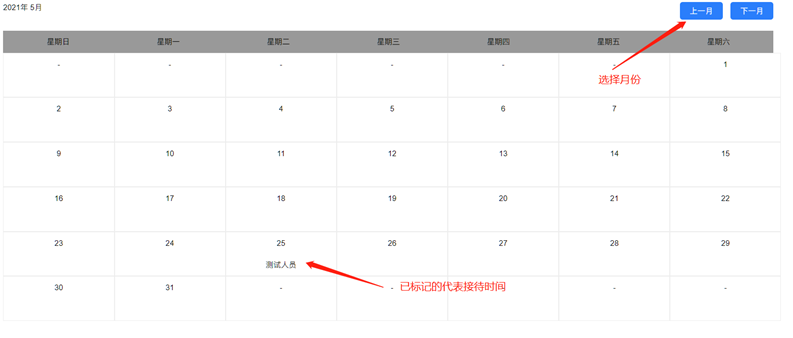 2021年 5月 上一月 下一月
星期日 星期一 星期二 星期三 星期四 星期五 星期六
- - - - - - 1
选择月份
2 3 4 5 6 7 8
9 10 11 12 13 14 15
16 17 18 19 20 21 22
23 24 25 26 27 28 29
测试人员
30 31 - - - - -
已标记的代表接待时间